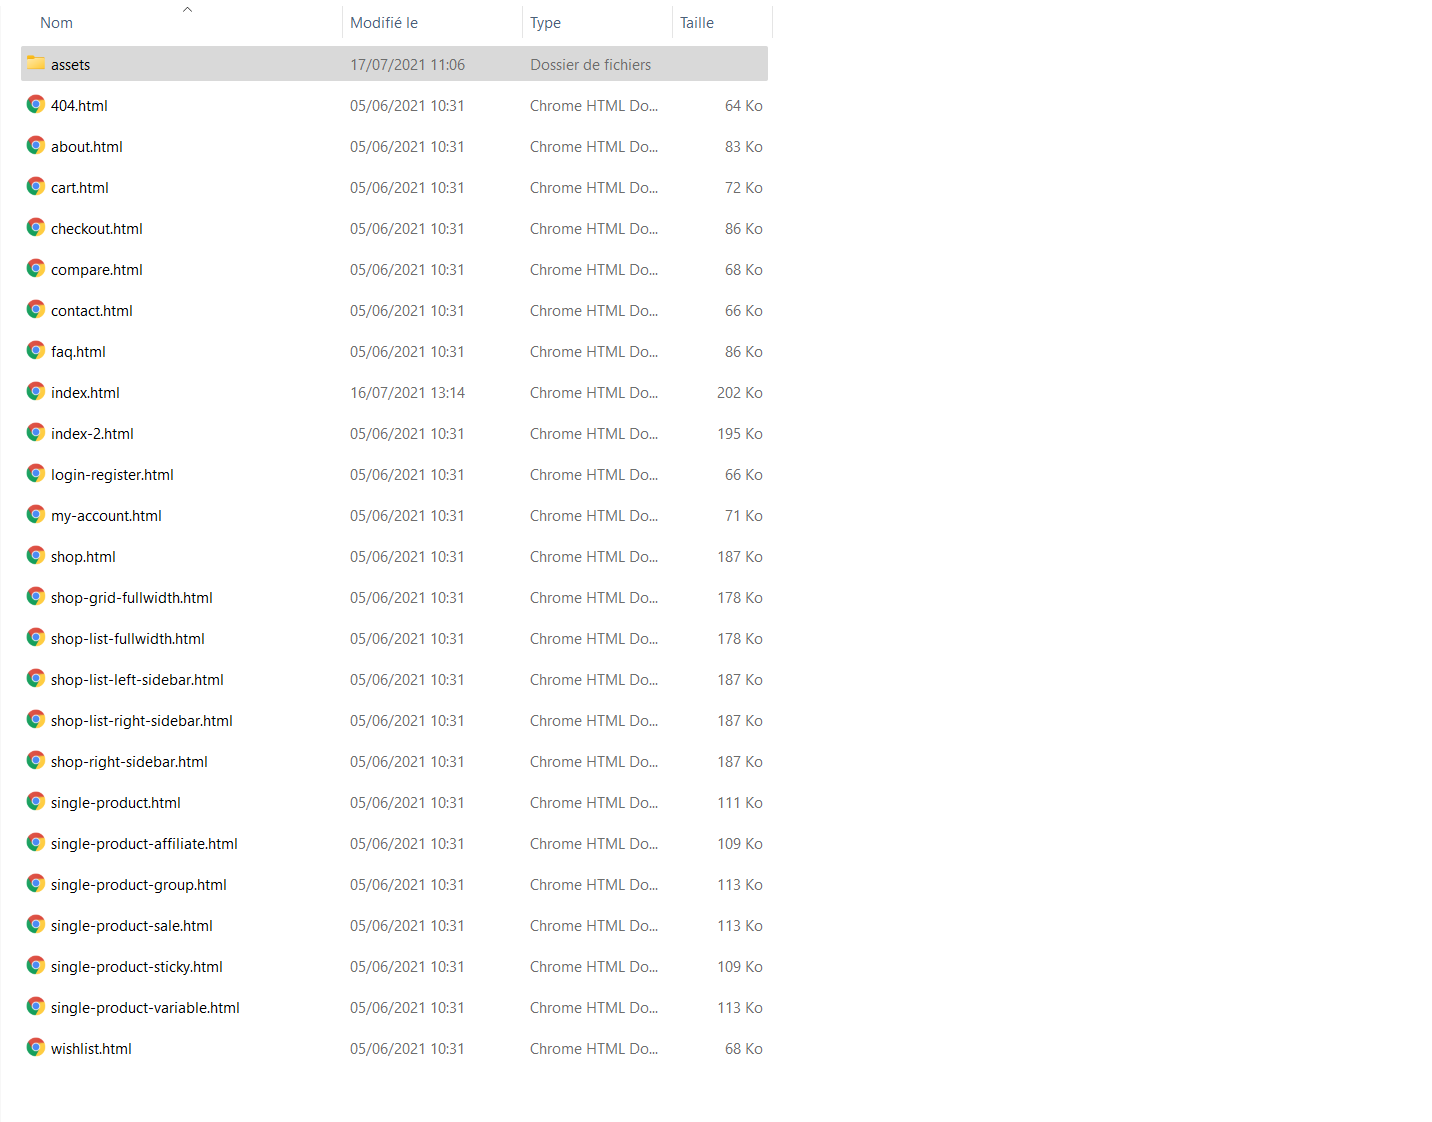 Nom Modifié le Type Taille
assets 17/07/2021 11:06 Dossier de fichiers
404.html 05/06/2021 10:31 Chrome HTML Do... 64 Ko
about.html 05/06/2021 10:31 Chrome HTML Do... 83 Ko
cart.html 05/06/2021 10:31 Chrome HTML Do... 72 Ko
checkout.html 05/06/2021 10:31 Chrome HTML Do... 86 Ko
compare.html 05/06/2021 10:31 Chrome HTML Do... 68 Ko
contact.html 05/06/2021 10:31 Chrome HTML Do... 66 Ko
faq.html 05/06/2021 10:31 Chrome HTML Do... 86 Ko
index.html 16/07/2021 13:14 Chrome HTML Do... 202 Ko
index-2.html 05/06/2021 10:31 Chrome HTML Do... 195 Ko
login-register.html 05/06/2021 10:31 Chrome HTML Do... 66 Ko
my-account.html 05/06/2021 10:31 Chrome HTML Do... 71 Ko
shop.html 05/06/2021 10:31 Chrome HTML Do... 187 Ko
shop-grid-fullwidth.html 05/06/2021 10:31 Chrome HTML Do... 178 Ko
shop-list-fullwidth.html 05/06/2021 10:31 Chrome HTML Do... 178 Ko
shop-list-left-sidebar.html 05/06/2021 10:31 Chrome HTML Do... 187 Ko
shop-list-right-sidebar.html 05/06/2021 10:31 Chrome HTML Do... 187 Ko
shop-right-sidebar.html 05/06/2021 10:31 Chrome HTML Do... 187 Ko
single-product.html 05/06/2021 10:31 Chrome HTML Do... 111 Ko
single-product-affiliate.html 05/06/2021 10:31 Chrome HTML Do... 109 Ko
single-product-group.html 05/06/2021 10:31 Chrome HTML Do... 113 Ko
single-product-sale.html 05/06/2021 10:31 Chrome HTML Do... 113 Ko
single-product-sticky.html 05/06/2021 10:31 Chrome HTML Do... 109 Ko
single-product-variable.html 05/06/2021 10:31 Chrome HTML Do... 113 Ko
wishlist.html 05/06/2021 10:31 Chrome HTML Do... 68 Ko